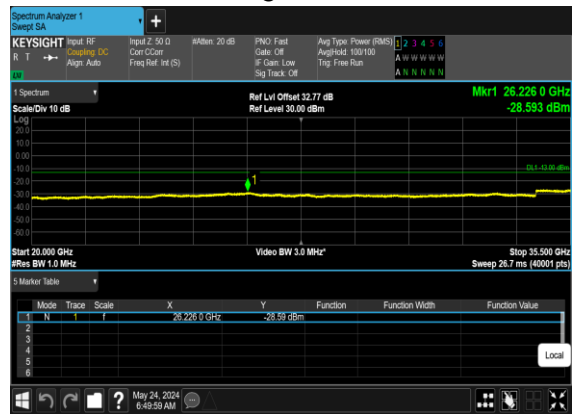 Spectrum Analyzer 1
Swept SA
+
KEYSIGHT Input: RF Input Z: 50 Ω #Atten: 20 dB PNO: Fast Avg Type: Power (RMS) 1 2 3 4 5 6
R T Coupling: DC Corr CCorr Gate: Off Avg|Hold: 100/100 A W W W W W
Align: Auto Freq Ref: Int (S) IF Gain: Low Trig: Free Run
Sig Track: Off A N N N N N
1 Spectrum Ref Lvl Offset 32.77 dB Mkr1 26.226 0 GHz
Scale/Div 10 dB Ref Level 30.00 dBm -28.593 dBm
Log
20.0
10.0
0.00
-10.0 DL1 -13.00 dBm
-20.0 1
-30.0
-40.0
-50.0
-60.0
Start 20.000 GHz Video BW 3.0 MHz* Stop 35.500 GHz
#Res BW 1.0 MHz Sweep 26.7 ms (40001 pts)
5 Marker Table
Mode Trace Scale X Y Function Function Width Function Value
1 N 1 f 26.226 0 GHz -28.59 dBm
2
3
4
5
6
Local
? May 24, 2024
6:49:59 AM